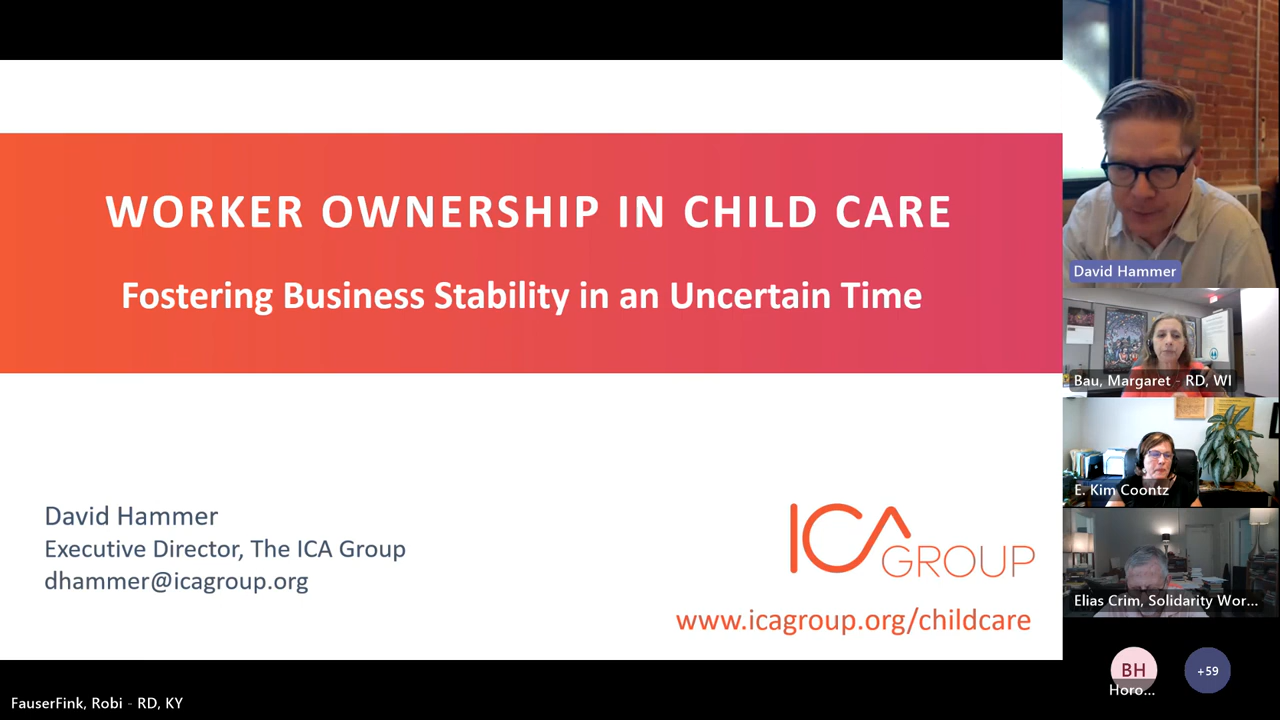 WORKER OWNERSHIP IN CHILD CARE
Fostering Business Stability in an Uncertain Time
David Hammer
Executive Director, The ICA Group
dhammer@icagroup.org
ICA GROUP
www.icagroup.org/childcare
David Hammer
Bau, Margaret - RD, WI
E. Kim Coontz
Elias Crim, Solidarity Wor...
BH
+59
Horo...
FauserFink, Robi - RD, KY